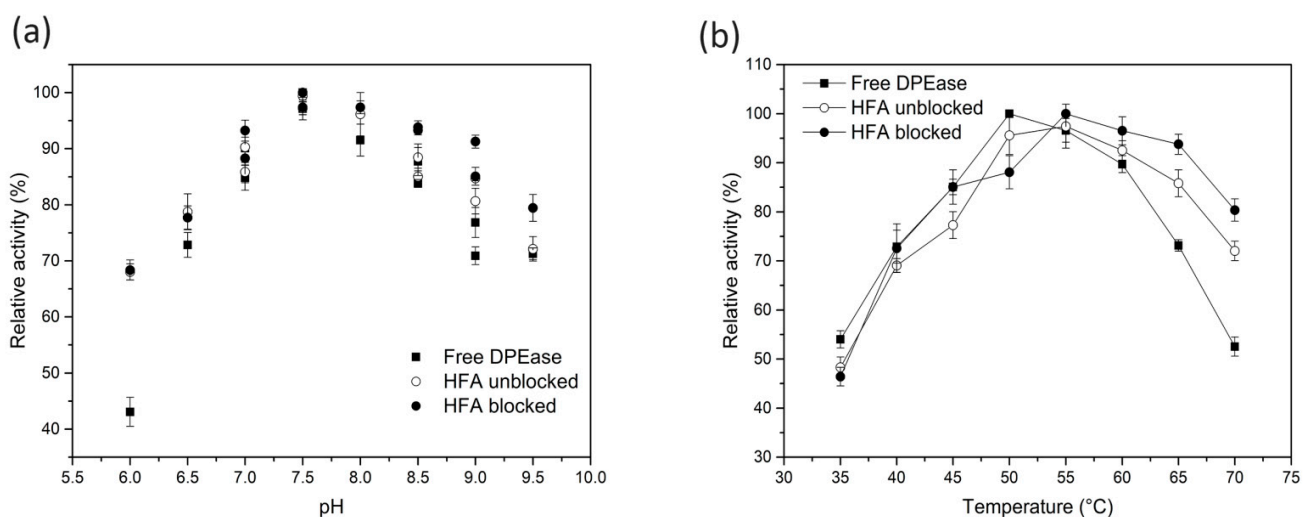 (a)
Relative activity (%)
100
90
80
70
60
50
40
Free DPEase
HFA unblocked
HFA blocked
5.5 6.0 6.5 7.0 7.5 8.0 8.5 9.0 9.5 10.0
pH
(b)
Relative activity (%)
110
100
90
80
70
60
50
40
30
Free DPEase
HFA unblocked
HFA blocked
30 35 40 45 50 55 60 65 70 75
Temperature (°C)